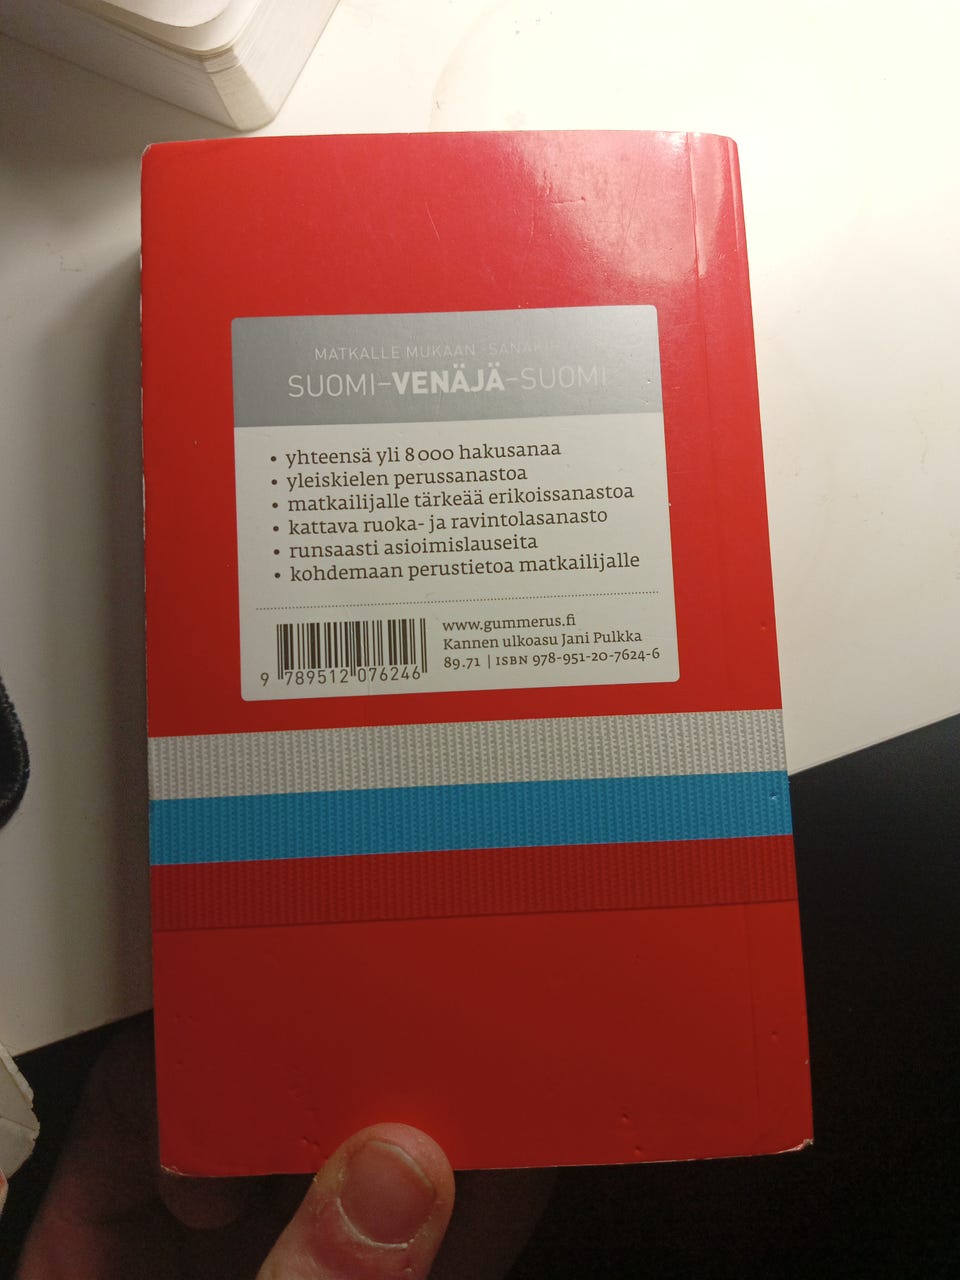 MATKALLE MUKAAN -SANAKIRJA
SUOMI–VENÄJÄ–SUOMI
• yhteensä yli 8 000 hakusanaa
• yleiskielen perussanastoa
• matkailijalle tärkeää erikoissanastoa
• kattava ruoka- ja ravintolasanasto
• runsaasti asioimislauseita
• kohdemaan perustietoa matkailijalle
www.gummerus.fi
Kannen ulkoasu Jani Pulkka
89.71 | ISBN 978-951-20-7624-6
9 789512 076246